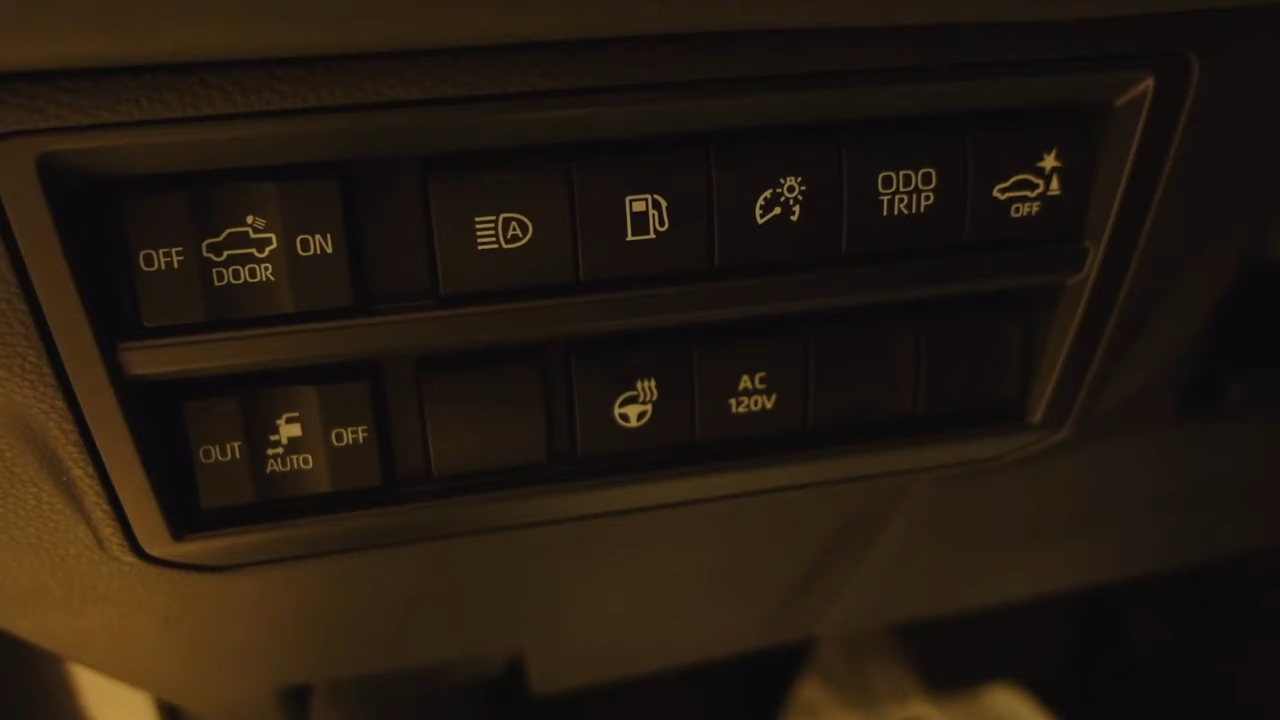 OFF DOOR ON
A
ODO
TRIP
OFF
OUT AUTO OFF
AC
120V